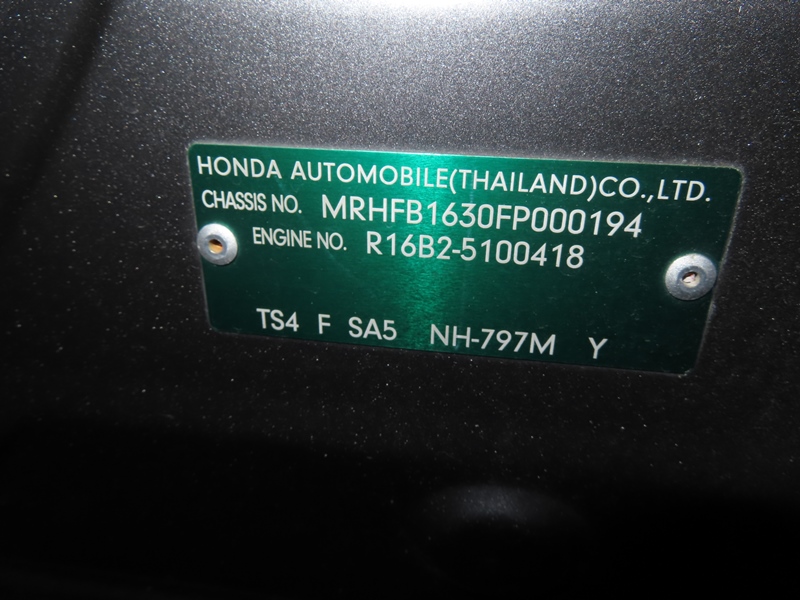 HONDA AUTOMOBILE(THAILAND)CO.,LTD.
CHASSIS NO. MRHFB1630FP000194
ENGINE NO. R16B2-5100418
TS4 F SA5 NH-797M Y